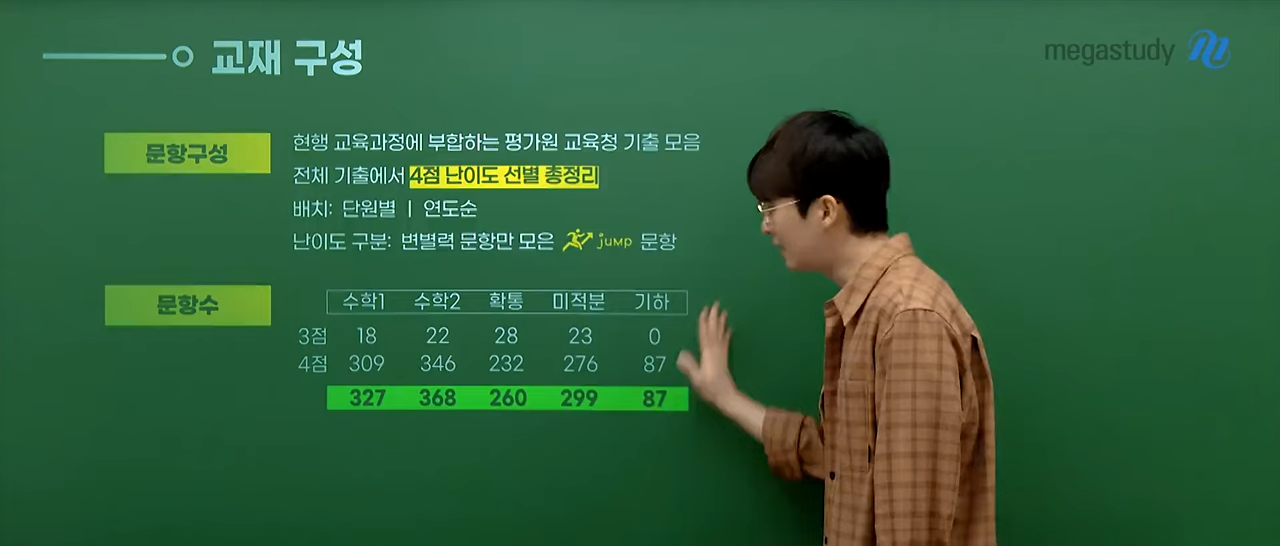 교재 구성
megastudy
문항구성
현행 교육과정에 부합하는 평가원 교육청 기출 모음
전체 기출에서 4점 난이도 선별 총정리
배치: 단원별 | 연도순
난이도 구분: 변별력 문항만 모은 JUMP 문항
문항수
수학1 수학2 확통 미적분 기하
3점 18 22 28 23 0
4점 309 346 232 276 87
327 368 260 299 87